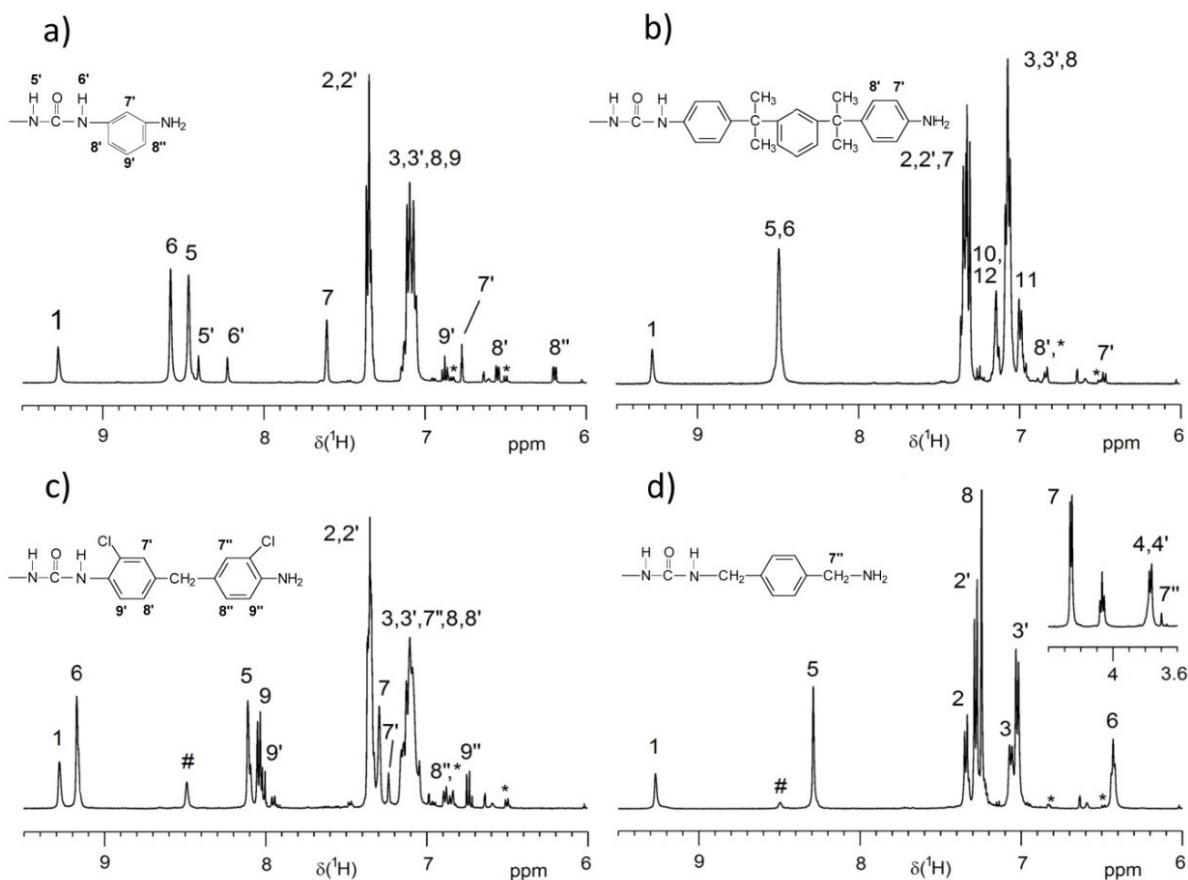 a)
2,2'
5' 6'
H O H 7'
N C N NH2
8' 9' 8"
3,3',8,9
6 5
7
7'
1
5' 6'
9' * 8' * 8"
9 8 7 6
δ(¹H) ppm
b)
3,3',8
8' 7'
H O H CH3 CH3
N C N C C NH2
CH3 CH3
2,2',7
5,6
10,
12 11
1
8',* * 7'
9 8 7 6
δ(¹H) ppm
c)
2,2'
H O H Cl 7' 7" Cl
N C N CH2 NH2
9' 8' 8" 9"
3,3',7",8,8'
6
5 9 7
1 9' 7'
# 8",* 9" *
9 8 7 6
δ(¹H) ppm
d)
8 7
H O H 7"
N C N CH2 CH2 NH2
4,4'
2' 7"
3'
5 4 3.6
2 3 6
1
# * *
9 8 7 6
δ(¹H) ppm